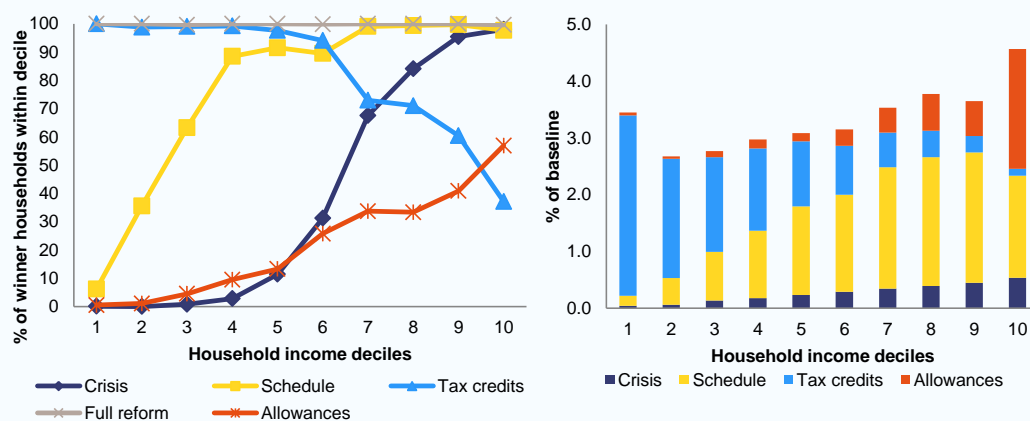 % of winner households within decile
100
90
80
70
60
50
40
30
20
10
0
1 2 3 4 5 6 7 8 9 10
Household income deciles
Crisis Schedule Tax credits
Full reform Allowances
% of baseline
5.0
4.0
3.0
2.0
1.0
0.0
1 2 3 4 5 6 7 8 9 10
Household income deciles
Crisis Schedule Tax credits Allowances